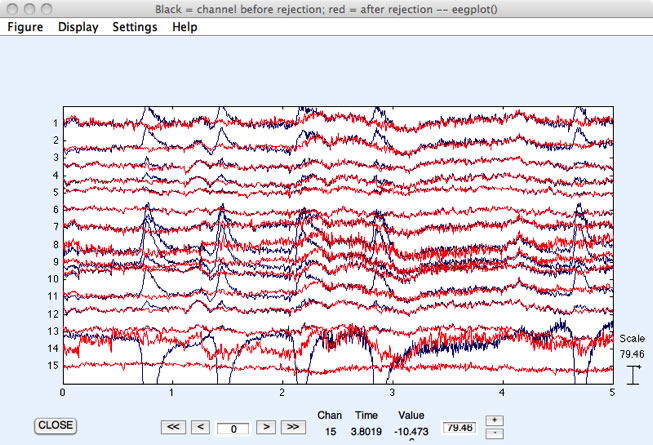 Black = channel before rejection; red = after rejection -- eegplot()
Figure Display Settings Help
1
2
3
4
5
6
7
8
9
10
11
12
13
14
15
0 1 2 3 4 5
Scale
79.46
+
CLOSE
<< < 0 > >>
Chan Time Value
15 3.8019 -10.473
79.46
+
-